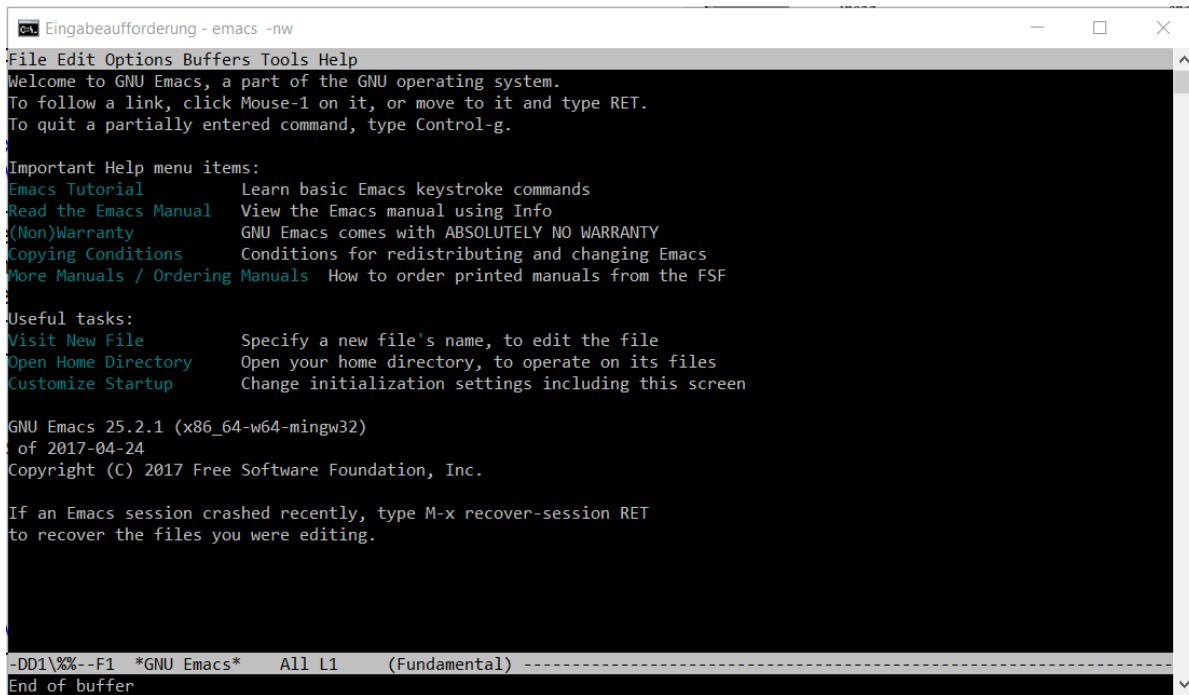 Eingabeaufforderung - emacs -nw
File Edit Options Buffers Tools Help
Welcome to GNU Emacs, a part of the GNU operating system.
To follow a link, click Mouse-1 on it, or move to it and type RET.
To quit a partially entered command, type Control-g.
Important Help menu items:
Emacs Tutorial Learn basic Emacs keystroke commands
Read the Emacs Manual View the Emacs manual using Info
(Non)Warranty GNU Emacs comes with ABSOLUTELY NO WARRANTY
Copying Conditions Conditions for redistributing and changing Emacs
More Manuals / Ordering Manuals How to order printed manuals from the FSF
Useful tasks:
Visit New File Specify a new file's name, to edit the file
Open Home Directory Open your home directory, to operate on its files
Customize Startup Change initialization settings including this screen
GNU Emacs 25.2.1 (x86_64-w64-mingw32)
of 2017-04-24
Copyright (C) 2017 Free Software Foundation, Inc.
If an Emacs session crashed recently, type M-x recover-session RET
to recover the files you were editing.
-DD1\%%--F1 *GNU Emacs* All L1 (Fundamental) -------------------------------------------------------------------
End of buffer